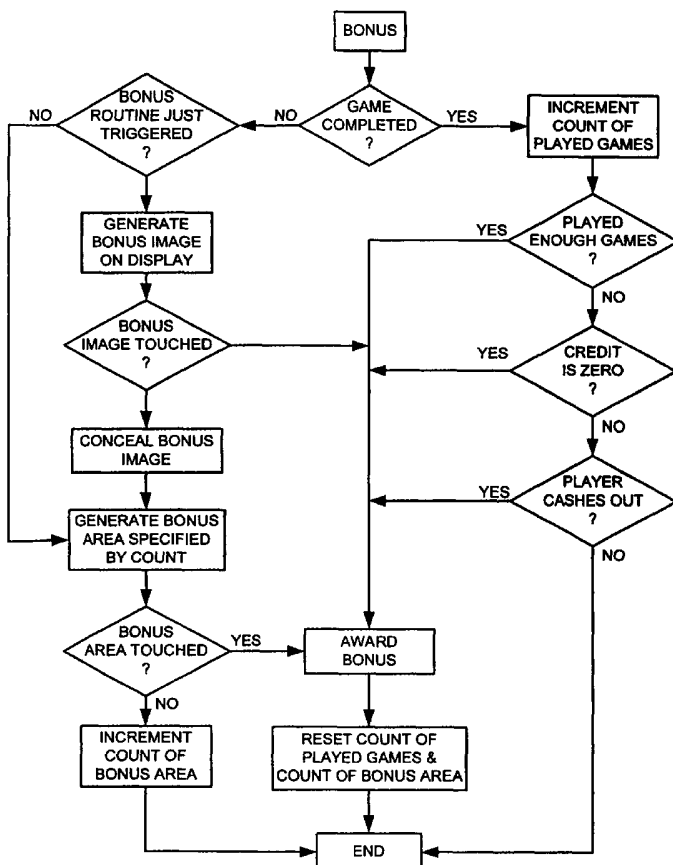 BONUS
BONUS
ROUTINE JUST
TRIGGERED
?
NO
NO
GAME
COMPLETED
?
YES
INCREMENT
COUNT OF
PLAYED GAMES
GENERATE
BONUS IMAGE
ON DISPLAY
YES
PLAYED
ENOUGH GAMES
?
NO
BONUS
IMAGE TOUCHED
?
YES
CREDIT
IS ZERO
?
NO
CONCEAL BONUS
IMAGE
YES
PLAYER
CASHES OUT
?
NO
GENERATE BONUS
AREA SPECIFIED
BY COUNT
BONUS
AREA TOUCHED
?
YES
NO
AWARD
BONUS
INCREMENT
COUNT OF
BONUS AREA
RESET COUNT OF
PLAYED GAMES &
COUNT OF BONUS AREA
END